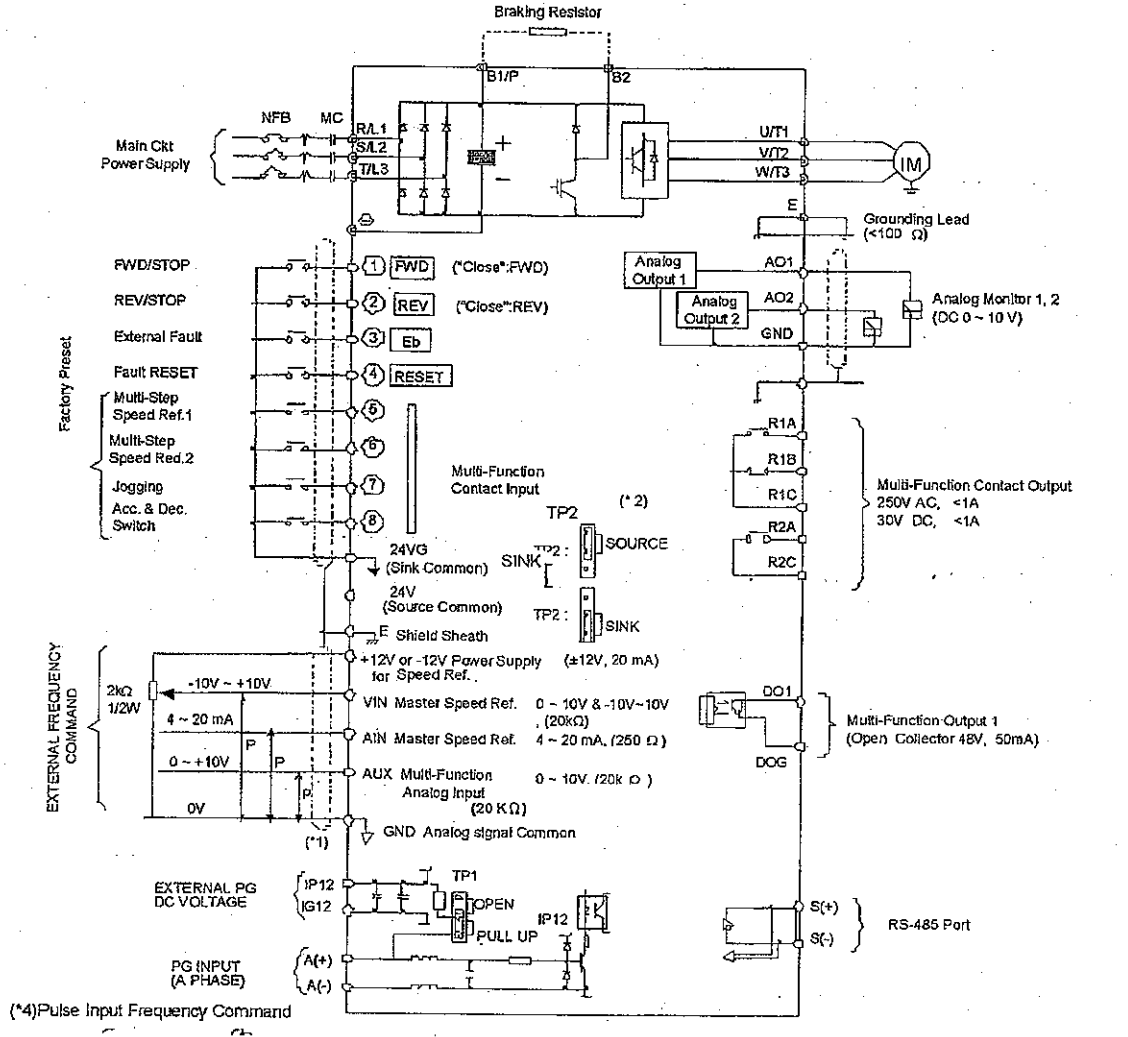 Braking Resistor
B1/P
B2
NFB
MC
R/L1
S/L2
T/L3
Main Ckt
Power Supply
+
−
⊖
U/T1
V/T2
W/T3
IM
E
Grounding Lead
(<100 Ω)
FWD/STOP
1
FWD
("Close":FWD)
REV/STOP
2
REV
("Close":REV)
External Fault
3
Eb
Fault RESET
4
RESET
Factory Preset
Multi-Step
Speed Ref.1
5
Multi-Step
Speed Red.2
6
Jogging
7
Acc. & Dec.
Switch
8
Multi-Function
Contact Input
Analog
Output 1
Analog
Output 2
AO1
AO2
GND
Analog Monitor 1, 2
(DC 0 ~ 10 V)
R1A
R1B
R1C
R2A
R2C
Multi-Function Contact Output
250V AC, <1A
30V DC, <1A
(* 2)
TP2
SOURCE
SINK
TP2 :
SINK
24VG
(Sink Common)
24V
(Source Common)
E Shield Sheath
EXTERNAL FREQUENCY
COMMAND
2kΩ
1/2W
-10V ~ +10V
4 ~ 20 mA
0 ~ +10V
0V
P
P
P
(*1)
+12V or -12V Power Supply (±12V, 20 mA)
for Speed Ref.
VIN Master Speed Ref. 0 ~ 10V & -10V~10V
(20kΩ)
AIN Master Speed Ref. 4 ~ 20 mA, (250 Ω)
AUX Multi-Function 0 ~ 10V. (20k Ω )
Analog Input
(20 KΩ)
GND Analog signal Common
DO1
DOG
Multi-Function Output 1
(Open Collector 48V, 50mA)
EXTERNAL PG
DC VOLTAGE
IP12
IG12
TP1
OPEN
PULL UP
IP12
PG INPUT
(A PHASE)
A(+)
A(-)
S(+)
S(-)
RS-485 Port
(*4)Pulse Input Frequency Command